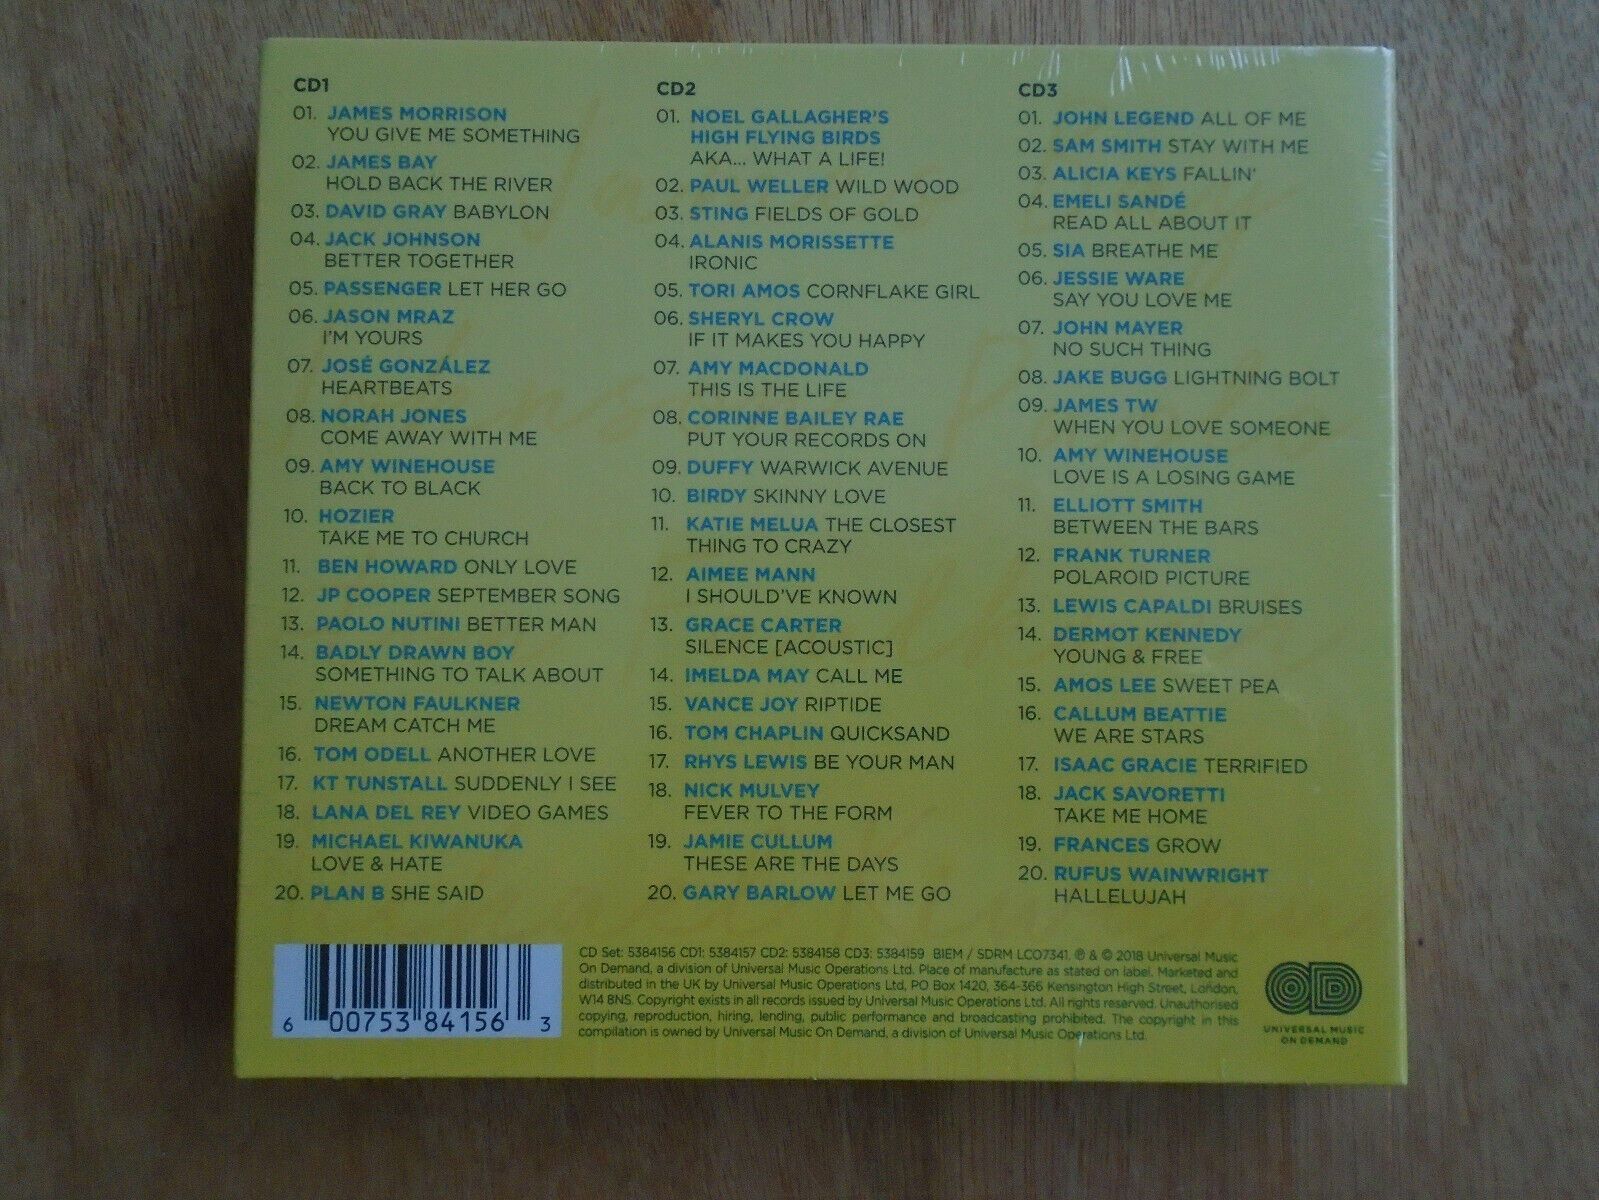 CD1
01. JAMES MORRISON
YOU GIVE ME SOMETHING
02. JAMES BAY
HOLD BACK THE RIVER
03. DAVID GRAY BABYLON
04. JACK JOHNSON
BETTER TOGETHER
05. PASSENGER LET HER GO
06. JASON MRAZ
I'M YOURS
07. JOSÉ GONZÁLEZ
HEARTBEATS
08. NORAH JONES
COME AWAY WITH ME
09. AMY WINEHOUSE
BACK TO BLACK
10. HOZIER
TAKE ME TO CHURCH
11. BEN HOWARD ONLY LOVE
12. JP COOPER SEPTEMBER SONG
13. PAOLO NUTINI BETTER MAN
14. BADLY DRAWN BOY
SOMETHING TO TALK ABOUT
15. NEWTON FAULKNER
DREAM CATCH ME
16. TOM ODELL ANOTHER LOVE
17. KT TUNSTALL SUDDENLY I SEE
18. LANA DEL REY VIDEO GAMES
19. MICHAEL KIWANUKA
LOVE & HATE
20. PLAN B SHE SAID
CD2
01. NOEL GALLAGHER'S
HIGH FLYING BIRDS
AKA... WHAT A LIFE!
02. PAUL WELLER WILD WOOD
03. STING FIELDS OF GOLD
04. ALANIS MORISSETTE
IRONIC
05. TORI AMOS CORNFLAKE GIRL
06. SHERYL CROW
IF IT MAKES YOU HAPPY
07. AMY MACDONALD
THIS IS THE LIFE
08. CORINNE BAILEY RAE
PUT YOUR RECORDS ON
09. DUFFY WARWICK AVENUE
10. BIRDY SKINNY LOVE
11. KATIE MELUA THE CLOSEST
THING TO CRAZY
12. AIMEE MANN
I SHOULD'VE KNOWN
13. GRACE CARTER
SILENCE [ACOUSTIC]
14. IMELDA MAY CALL ME
15. VANCE JOY RIPTIDE
16. TOM CHAPLIN QUICKSAND
17. RHYS LEWIS BE YOUR MAN
18. NICK MULVEY
FEVER TO THE FORM
19. JAMIE CULLUM
THESE ARE THE DAYS
20. GARY BARLOW LET ME GO
CD3
01. JOHN LEGEND ALL OF ME
02. SAM SMITH STAY WITH ME
03. ALICIA KEYS FALLIN'
04. EMELI SANDÉ
READ ALL ABOUT IT
05. SIA BREATHE ME
06. JESSIE WARE
SAY YOU LOVE ME
07. JOHN MAYER
NO SUCH THING
08. JAKE BUGG LIGHTNING BOLT
09. JAMES TW
WHEN YOU LOVE SOMEONE
10. AMY WINEHOUSE
LOVE IS A LOSING GAME
11. ELLIOTT SMITH
BETWEEN THE BARS
12. FRANK TURNER
POLAROID PICTURE
13. LEWIS CAPALDI BRUISES
14. DERMOT KENNEDY
YOUNG & FREE
15. AMOS LEE SWEET PEA
16. CALLUM BEATTIE
WE ARE STARS
17. ISAAC GRACIE TERRIFIED
18. JACK SAVORETTI
TAKE ME HOME
19. FRANCES GROW
20. RUFUS WAINWRIGHT
HALLELUJAH
6 00753 84156 3
CD Set: 5384156 CD1: 5384157 CD2: 5384158 CD3: 5384159 BIEM / SDRM LC07341. ℗ & © 2018 Universal Music
On Demand, a division of Universal Music Operations Ltd. Place of manufacture as stated on label. Marketed and
distributed in the UK by Universal Music Operations Ltd, PO Box 1420, 364-366 Kensington High Street, London,
W14 8NS. Copyright exists in all records issued by Universal Music Operations Ltd. All rights reserved. Unauthorised
copying, reproduction, hiring, lending, public performance and broadcasting prohibited. The copyright in this
compilation is owned by Universal Music On Demand, a division of Universal Music Operations Ltd.
OD
UNIVERSAL MUSIC
ON DEMAND